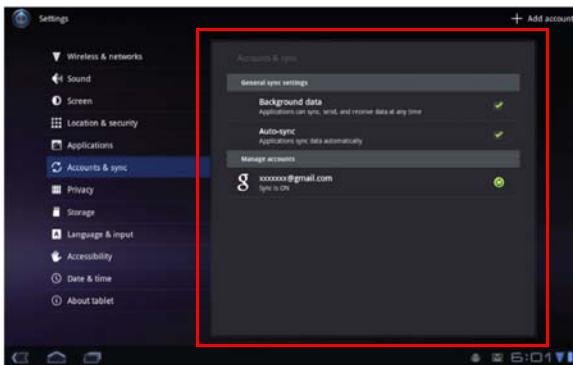 Settings
+ Add account
Wireless & networks
Sound
Screen
Location & security
Applications
Accounts & sync
Privacy
Storage
Language & input
Accessibility
Date & time
About tablet
Accounts & sync
General sync settings
Background data
Applications can sync, send, and receive data at any time
Auto-sync
Applications sync data automatically
Manage accounts
xxxxxxx@gmail.com
Sync is ON
6:01